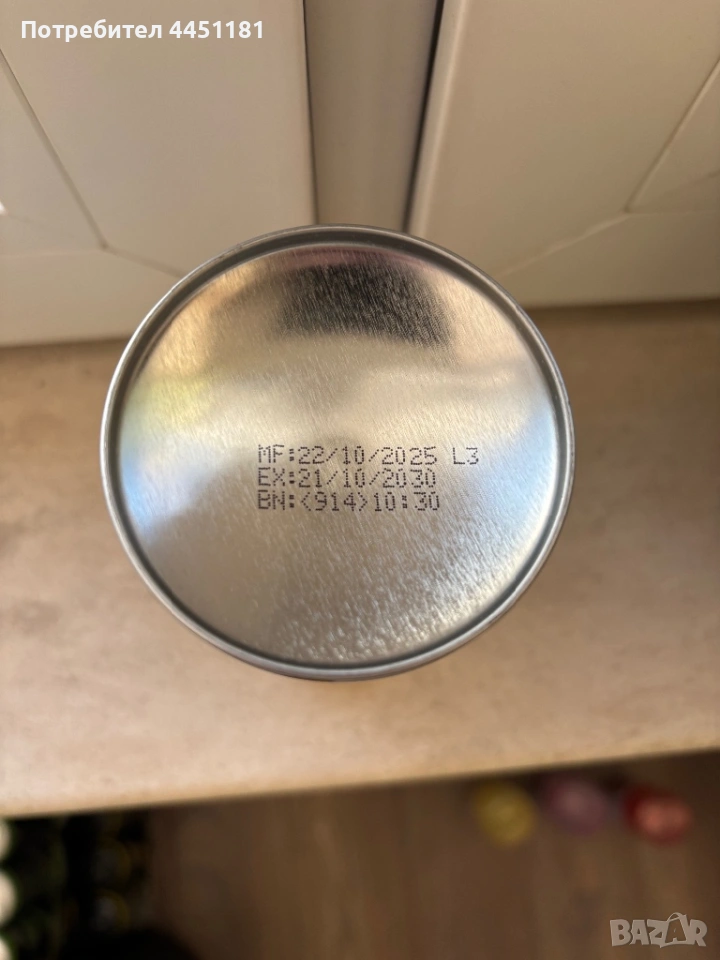 Потребител 4451181
MF:22/10/2025 L3
EX:21/10/2030
BN:<914>10:30
BAZAR